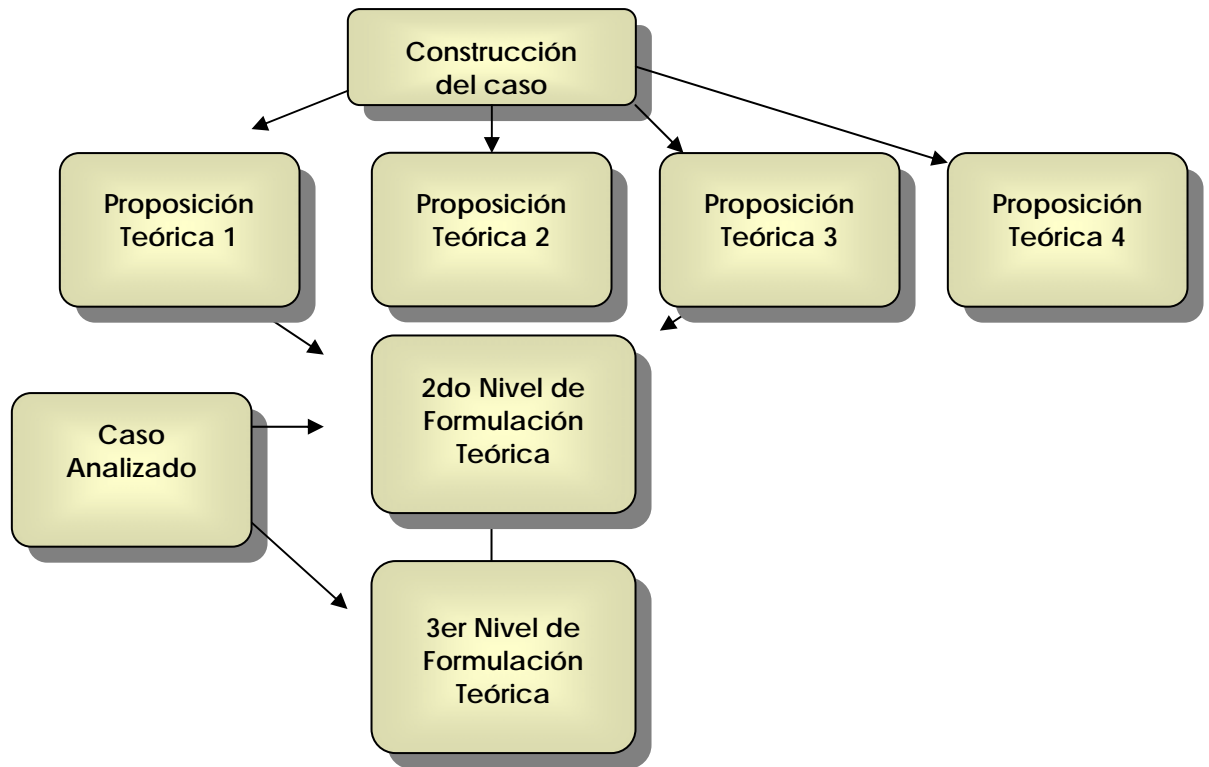 Construcción
del caso
Proposición
Teórica 1
Proposición
Teórica 2
Proposición
Teórica 3
Proposición
Teórica 4
2do Nivel de
Formulación
Teórica
Caso
Analizado
3er Nivel de
Formulación
Teórica